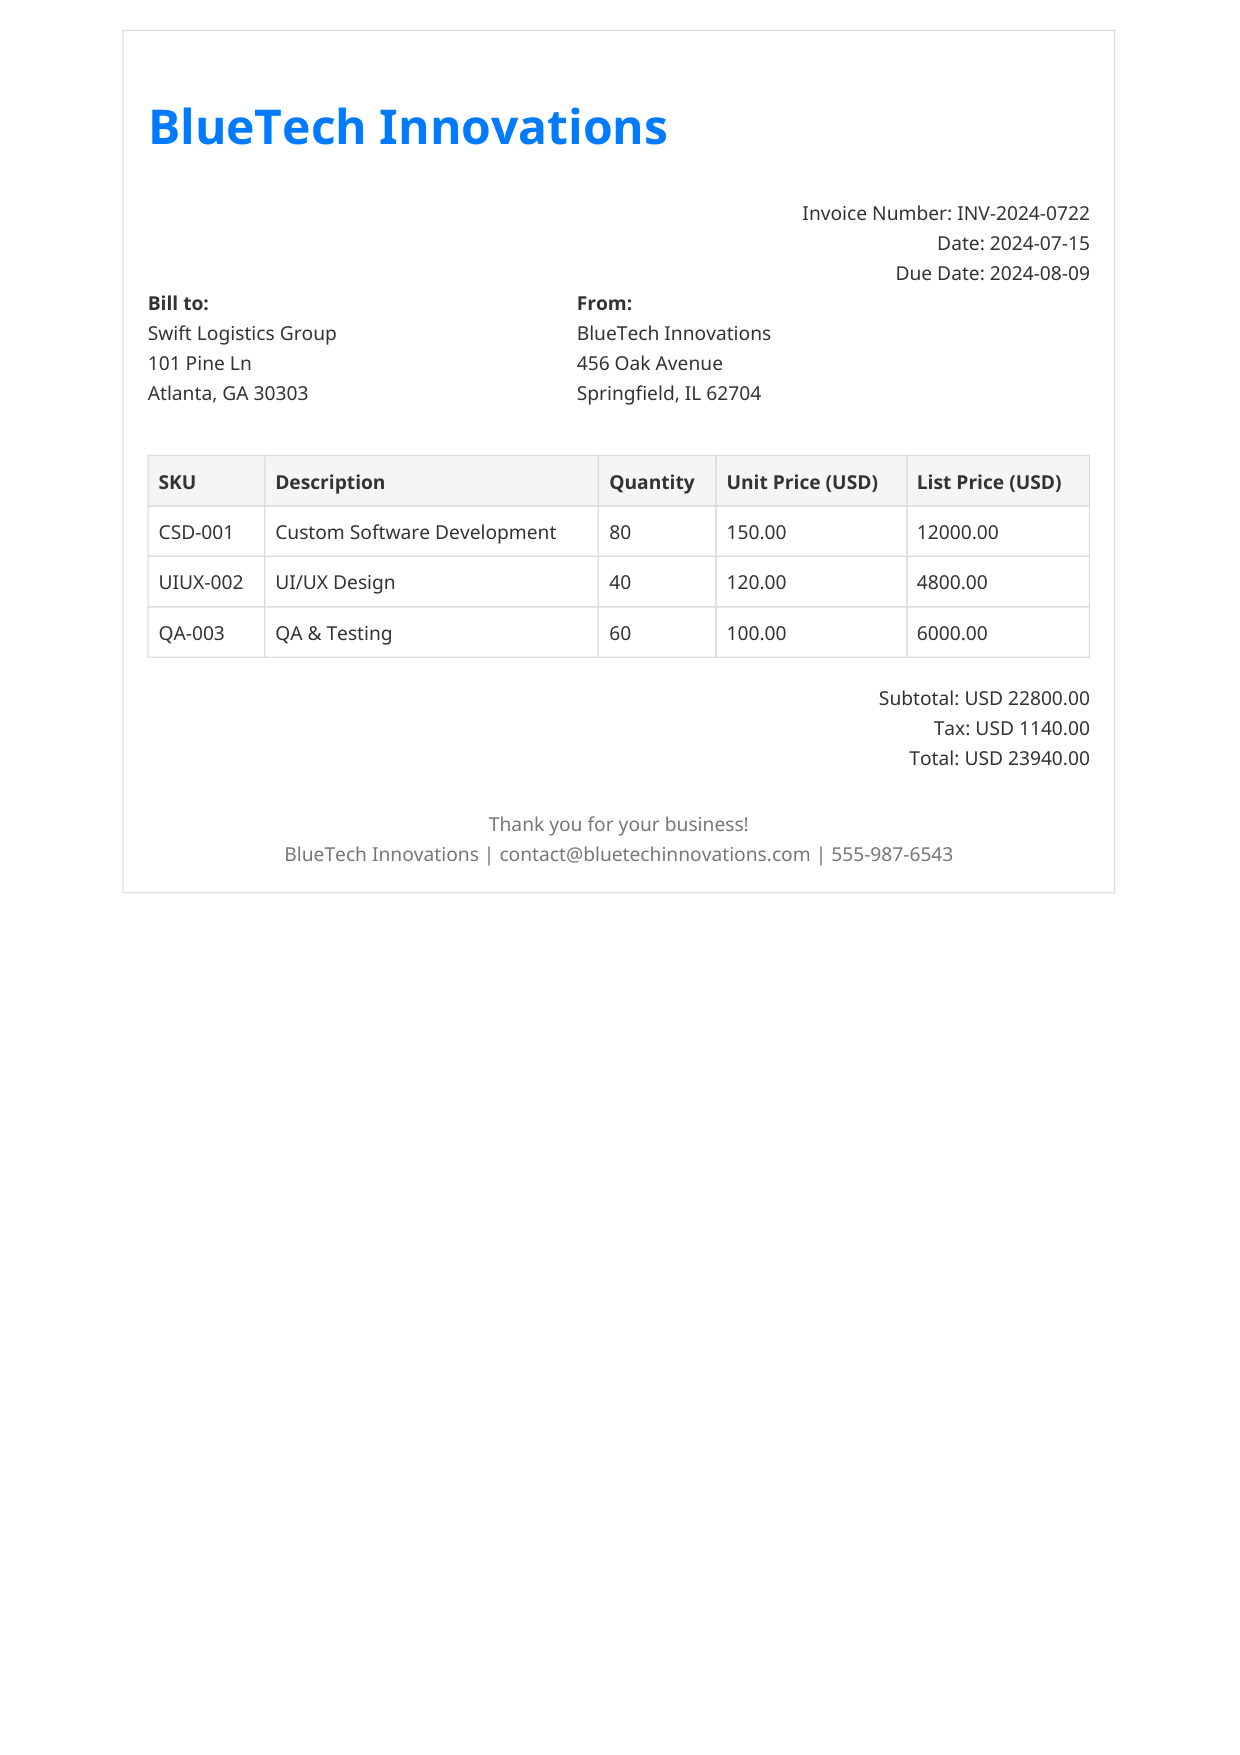 BlueTech Innovations
Invoice Number: INV-2024-0722
Date: 2024-07-15
Due Date: 2024-08-09
Bill to:
Swift Logistics Group
101 Pine Ln
Atlanta, GA 30303
From:
BlueTech Innovations
456 Oak Avenue
Springfield, IL 62704
SKU Description Quantity Unit Price (USD) List Price (USD)
CSD-001 Custom Software Development 80 150.00 12000.00
UIUX-002 UI/UX Design 40 120.00 4800.00
QA-003 QA & Testing 60 100.00 6000.00
Subtotal: USD 22800.00
Tax: USD 1140.00
Total: USD 23940.00
Thank you for your business!
BlueTech Innovations | contact@bluetechinnovations.com | 555-987-6543